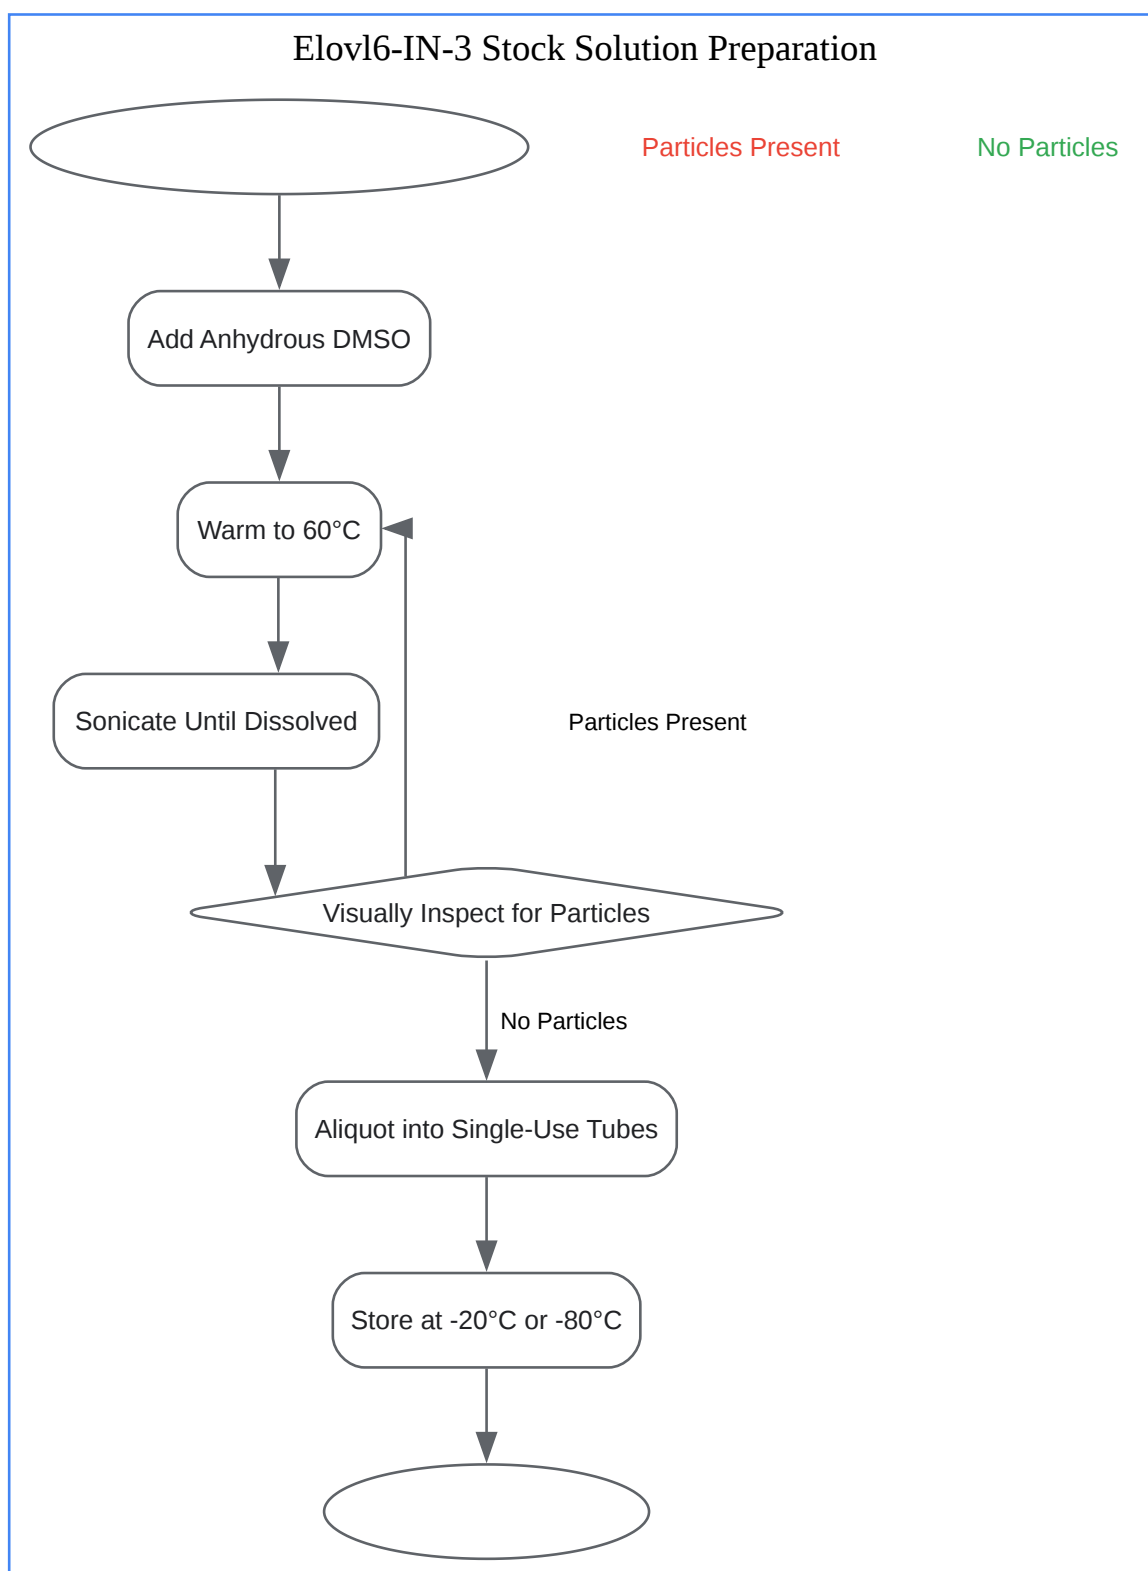 Elovl6-IN-3 Stock Solution Preparation
Particles Present
No Particles
Add Anhydrous DMSO
Warm to 60°C
Sonicate Until Dissolved
Particles Present
Visually Inspect for Particles
No Particles
Aliquot into Single-Use Tubes
Store at -20°C or -80°C